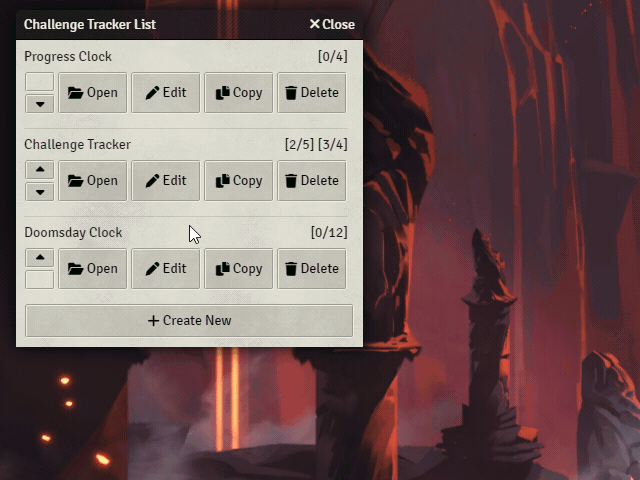 Challenge Tracker List Close
Progress Clock [0/4]
Open Edit Copy Delete
Challenge Tracker [2/5] [3/4]
Open Edit Copy Delete
Doomsday Clock [0/12]
Open Edit Copy Delete
Create New